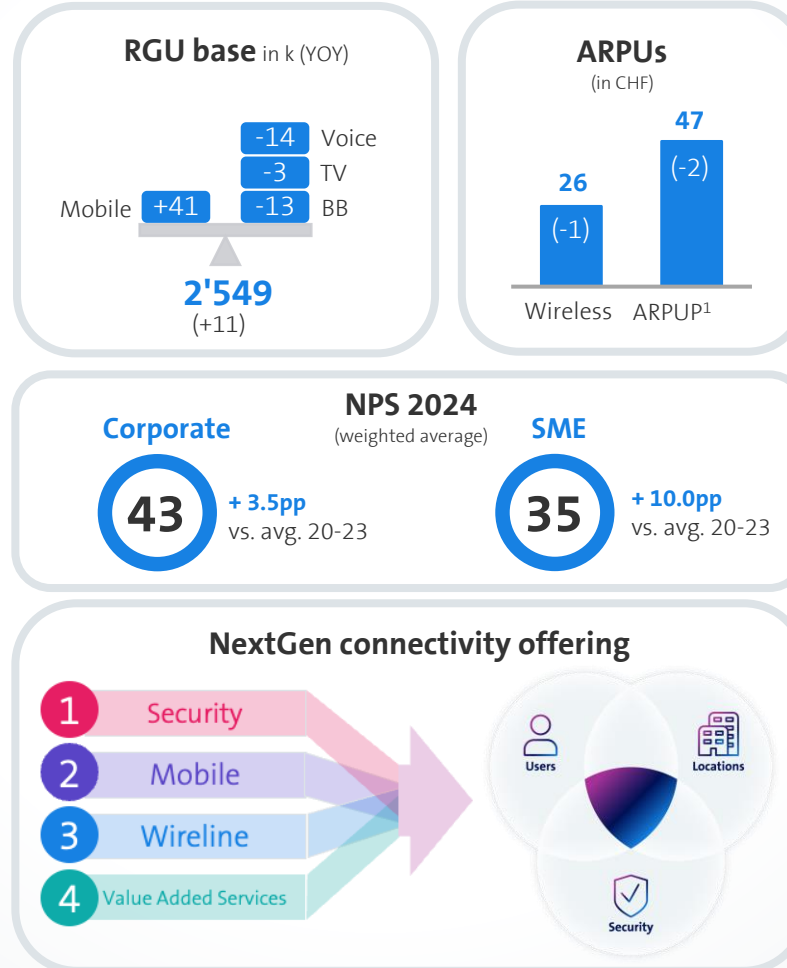 RGU base in k (YOY)
-14 Voice
-3 TV
Mobile +41 -13 BB
2'549
(+11)
ARPUs
(in CHF)
47
26
(-2)
(-1)
Wireless ARPUP¹
NPS 2024
(weighted average)
Corporate
43
+ 3.5pp
vs. avg. 20-23
SME
35
+ 10.0pp
vs. avg. 20-23
NextGen connectivity offering
1 Security
2 Mobile
3 Wireline
4 Value Added Services
Users
Locations
Security